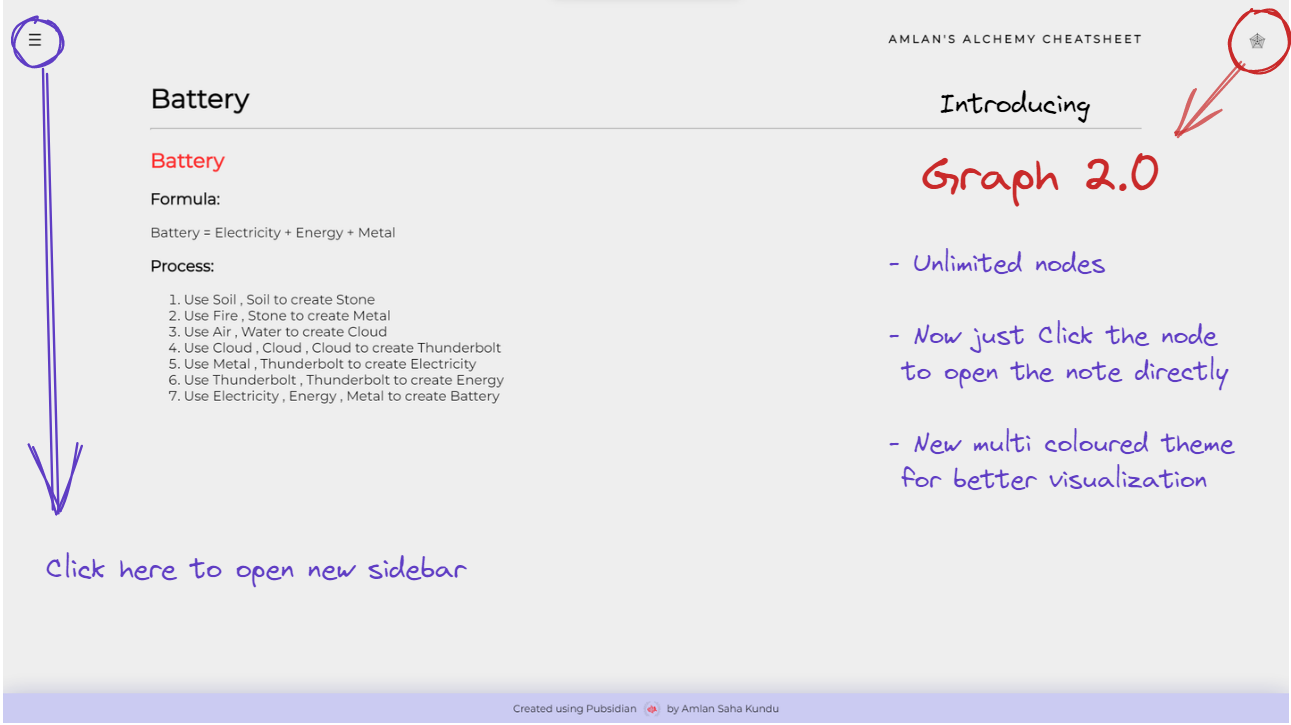 AMLAN'S ALCHEMY CHEATSHEET
Battery
Introducing
Battery
Graph 2.0
Formula:
Battery = Electricity + Energy + Metal
Process:
1. Use Soil , Soil to create Stone
2. Use Fire , Stone to create Metal
3. Use Air , Water to create Cloud
4. Use Cloud , Cloud , Cloud to create Thunderbolt
5. Use Metal , Thunderbolt to create Electricity
6. Use Thunderbolt , Thunderbolt to create Energy
7. Use Electricity , Energy , Metal to create Battery
- Unlimited nodes
- Now just Click the node
to open the note directly
- New multi coloured theme
for better visualization
Click here to open new sidebar
Created using Pubsidian by Amlan Saha Kundu